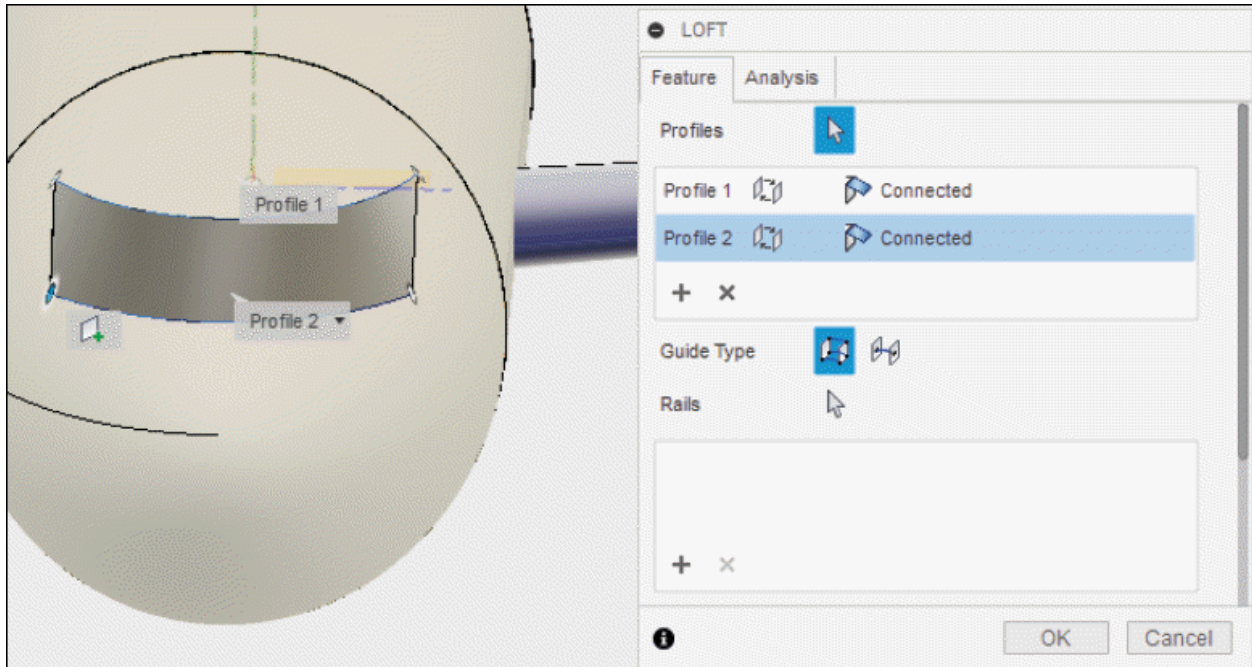 LOFT
Feature Analysis
Profiles
Profile 1 Connected
Profile 2 Connected
Guide Type
Rails
OK Cancel
Profile 1
Profile 2